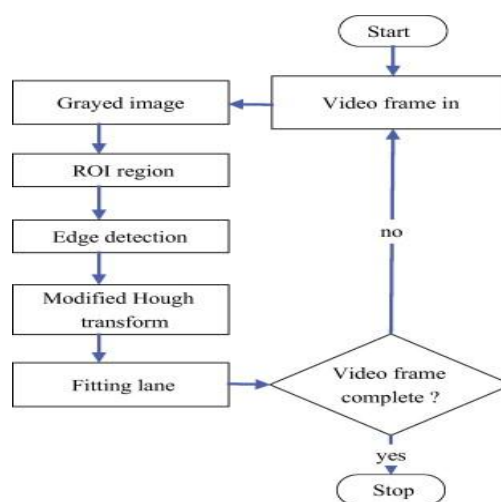 Start
Video frame in
Grayed image
ROI region
Edge detection
Modified Hough
transform
Fitting lane
Video frame
complete ?
no
yes
Stop